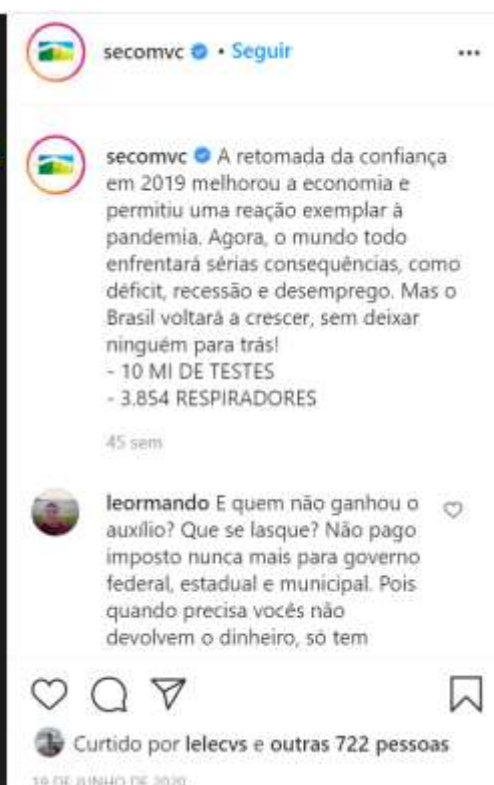 secomvc • Seguir
secomvc A retomada da confiança
em 2019 melhorou a economia e
permitiu uma reação exemplar à
pandemia. Agora, o mundo todo
enfrentará sérias consequências, como
déficit, recessão e desemprego. Mas o
Brasil voltará a crescer, sem deixar
ninguém para trás!
- 10 MI DE TESTES
- 3.854 RESPIRADORES
45 sem
leormando E quem não ganhou o
auxílio? Que se lasque? Não pago
imposto nunca mais para governo
federal, estadual e municipal. Pois
quando precisa vocês não
devolvem o dinheiro, só tem
Curtido por lelecvs e outras 722 pessoas
19 DE JUNHO DE 2020